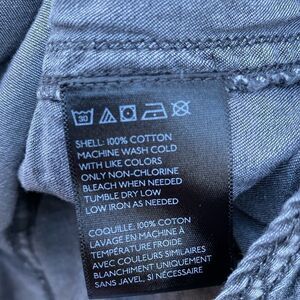 SHELL: 100% COTTON
MACHINE WASH COLD
WITH LIKE COLORS
ONLY NON-CHLORINE
BLEACH WHEN NEEDED
TUMBLE DRY LOW
LOW IRON AS NEEDED
COQUILLE: 100% COTON
LAVAGE EN MACHINE À
TEMPÉRATURE FROIDE
AVEC COULEURS SIMILAIRES
BLANCHIMENT UNIQUEMENT
SANS JAVEL, SI NÉCESSAIRE